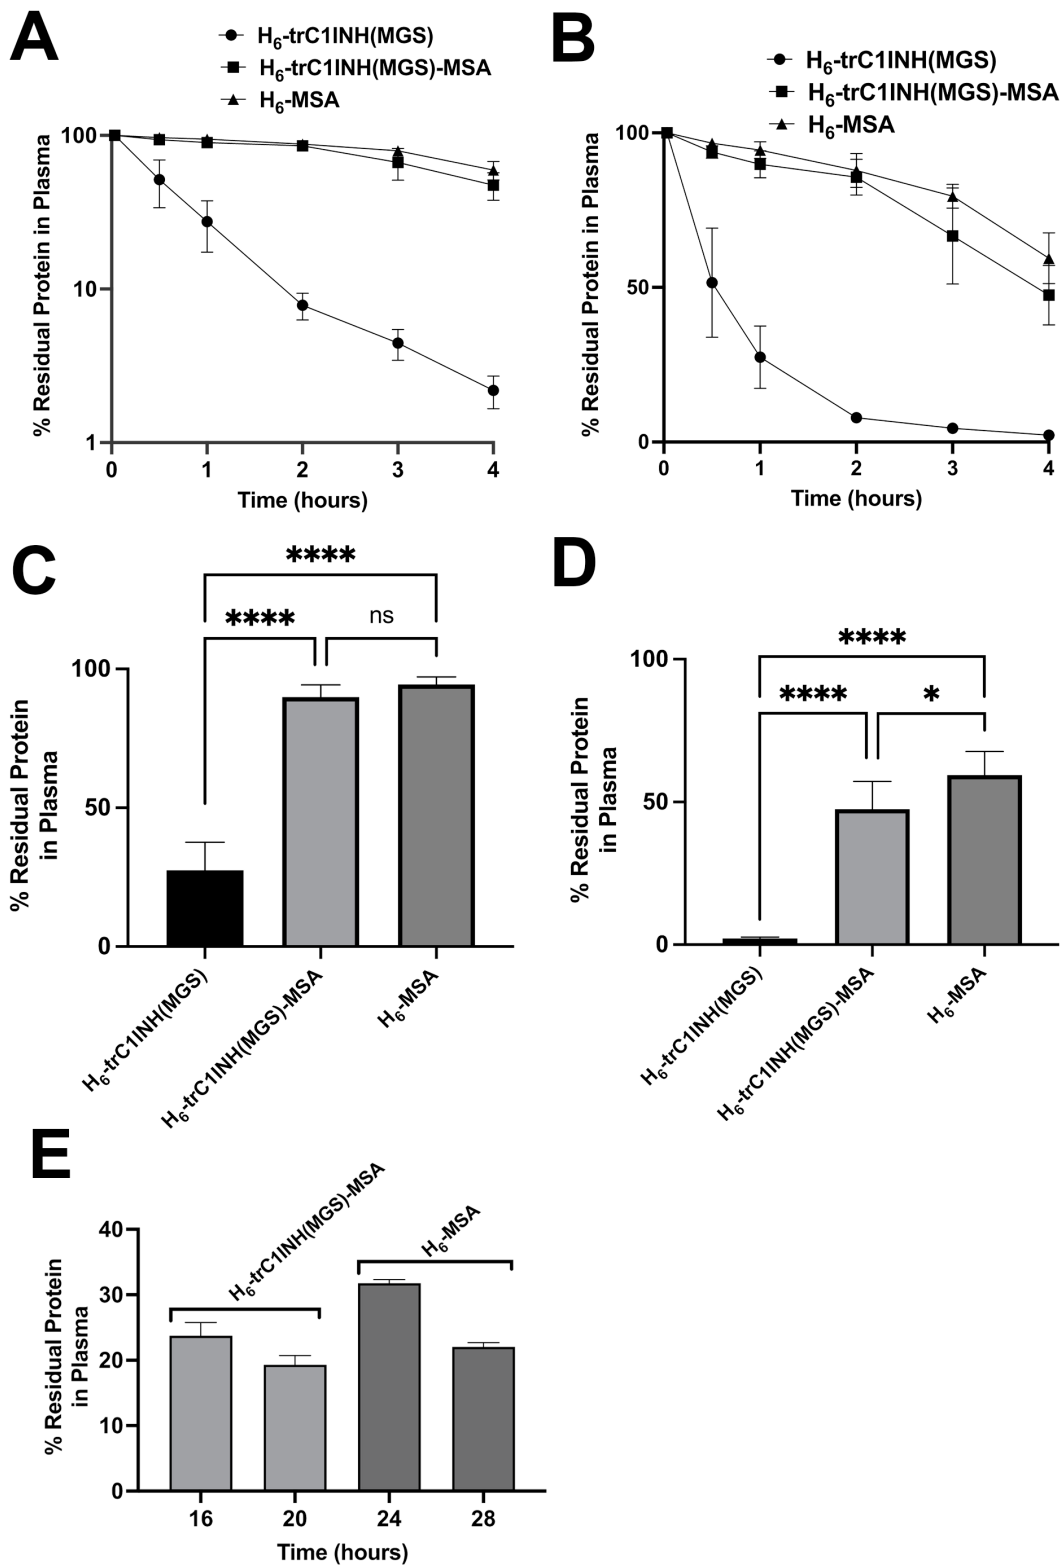 A
H6-trC1INH(MGS)
H6-trC1INH(MGS)-MSA
H6-MSA
% Residual Protein in Plasma
100
10
1
0 1 2 3 4
Time (hours)
B
H6-trC1INH(MGS)
H6-trC1INH(MGS)-MSA
H6-MSA
% Residual Protein in Plasma
100
50
0
0 1 2 3 4
Time (hours)
C
****
****
ns
% Residual Protein
in Plasma
100
50
0
H6-trC1INH(MGS)
H6-trC1INH(MGS)-MSA
H6-MSA
D
****
****
*
% Residual Protein
in Plasma
100
50
0
H6-trC1INH(MGS)
H6-trC1INH(MGS)-MSA
H6-MSA
E
H6-trC1INH(MGS)-MSA
H6-MSA
% Residual Protein
in Plasma
40
30
20
10
0
16 20 24 28
Time (hours)